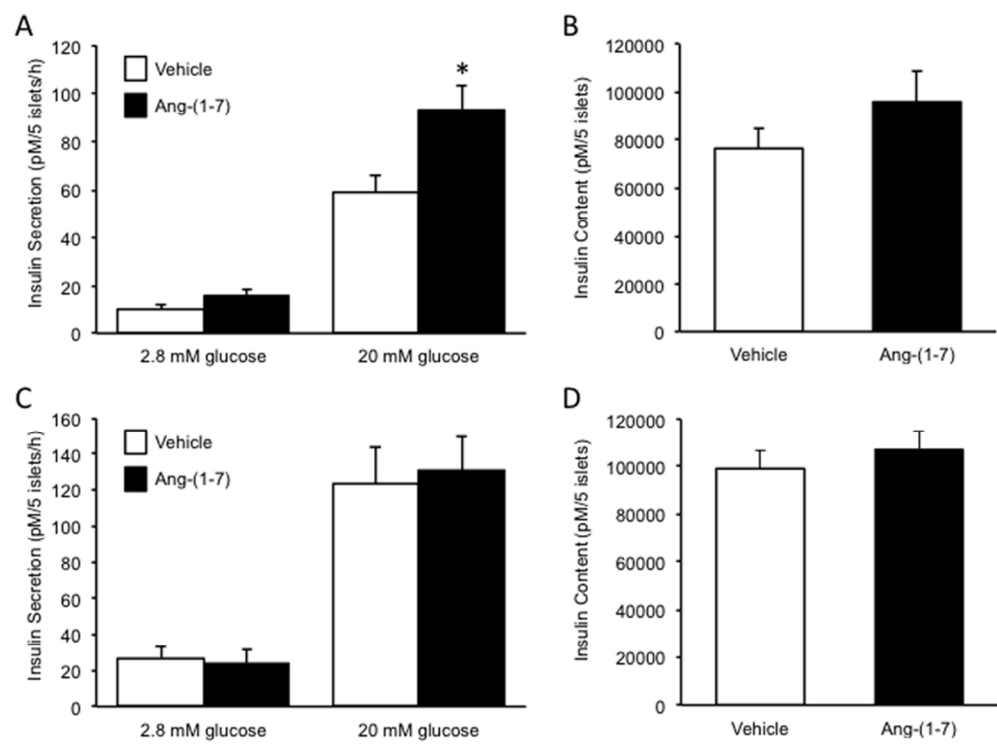 A
Insulin Secretion (pM/5 islets/h)
120
100
80
60
40
20
0
Vehicle
Ang-(1-7)
*
2.8 mM glucose
20 mM glucose
B
Insulin Content (pM/5 islets)
120000
100000
80000
60000
40000
20000
0
Vehicle
Ang-(1-7)
C
Insulin Secretion (pM/5 islets/h)
160
140
120
100
80
60
40
20
0
Vehicle
Ang-(1-7)
2.8 mM glucose
20 mM glucose
D
Insulin Content (pM/5 islets)
120000
100000
80000
60000
40000
20000
0
Vehicle
Ang-(1-7)